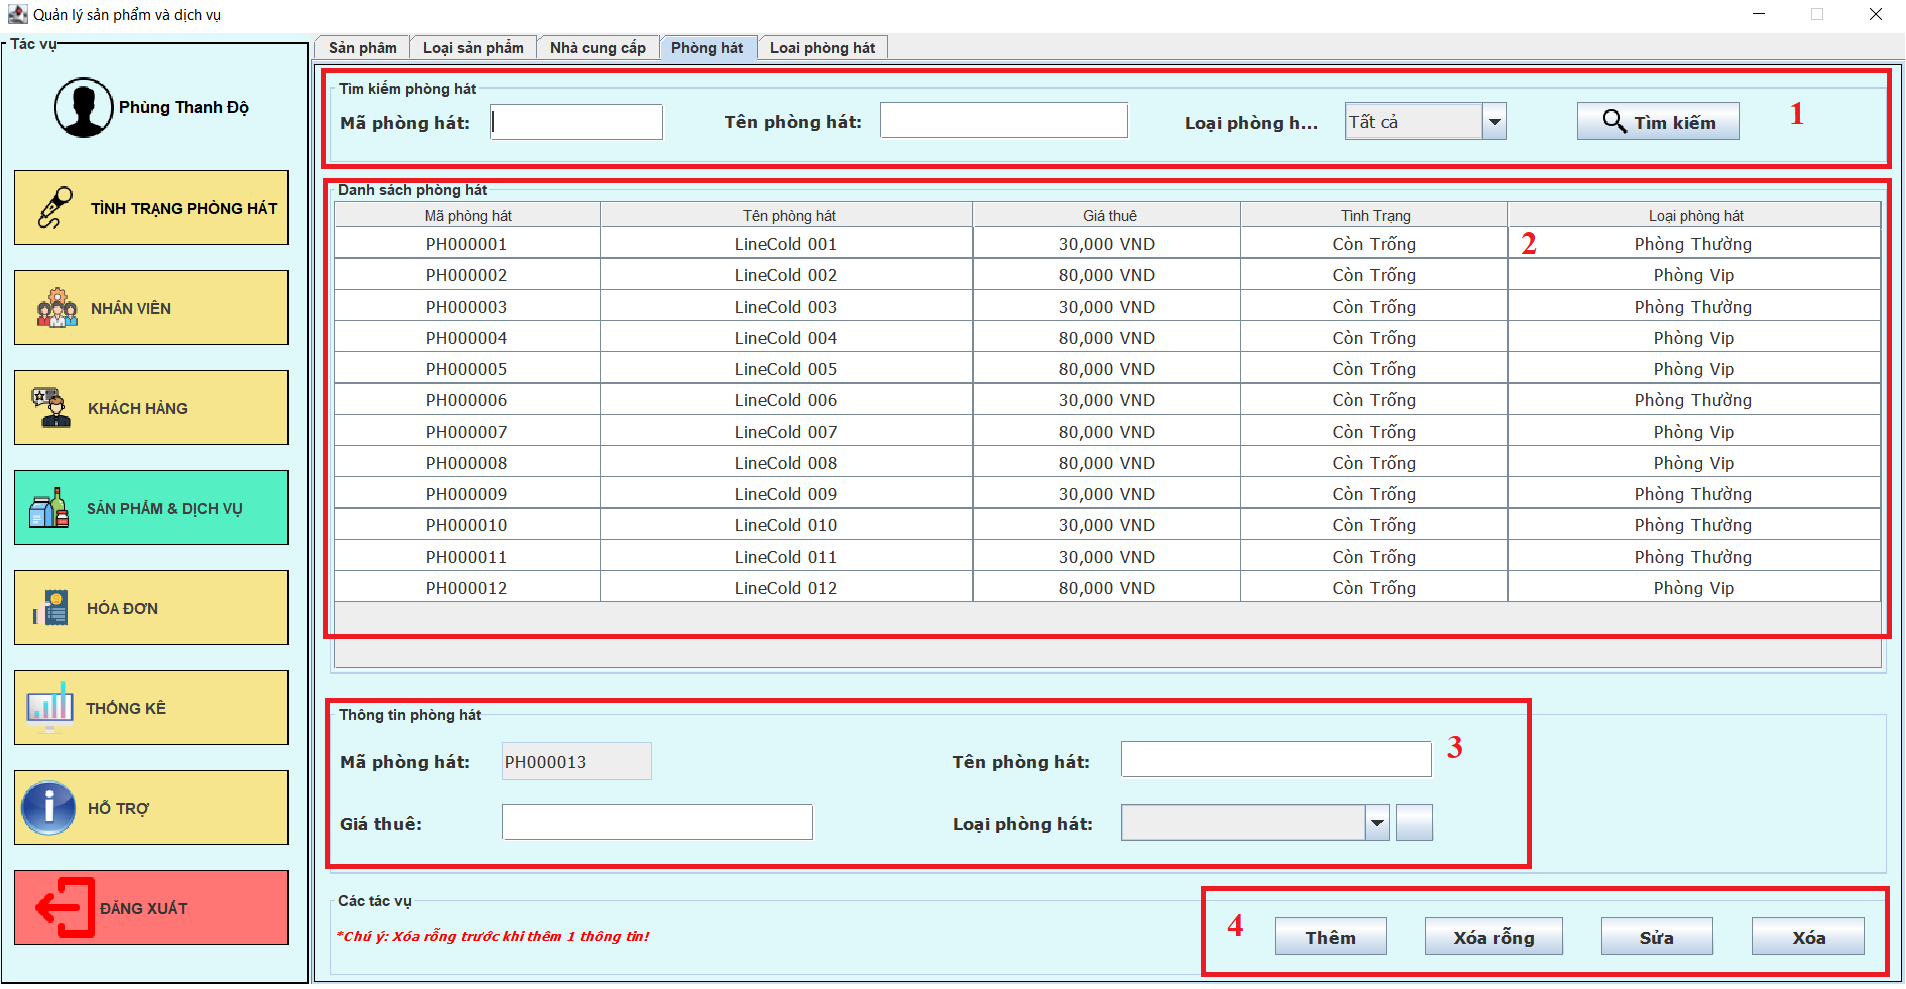 Quản lý sản phẩm và dịch vụ
Tác vụ
Phùng Thanh Độ
TÌNH TRẠNG PHÒNG HÁT
NHÂN VIÊN
KHÁCH HÀNG
SẢN PHẨM & DỊCH VỤ
HÓA ĐƠN
THỐNG KÊ
HỖ TRỢ
ĐĂNG XUẤT
Sản phẩm Loại sản phẩm Nhà cung cấp Phòng hát Loại phòng hát
Tìm kiếm phòng hát
Mã phòng hát: Tên phòng hát: Loại phòng h... Tất cả Tìm kiếm 1
Danh sách phòng hát
Mã phòng hát Tên phòng hát Giá thuê Tình Trạng Loại phòng hát
PH000001 LineCold 001 30,000 VND Còn Trống 2 Phòng Thường
PH000002 LineCold 002 80,000 VND Còn Trống Phòng Vip
PH000003 LineCold 003 30,000 VND Còn Trống Phòng Thường
PH000004 LineCold 004 80,000 VND Còn Trống Phòng Vip
PH000005 LineCold 005 80,000 VND Còn Trống Phòng Vip
PH000006 LineCold 006 30,000 VND Còn Trống Phòng Thường
PH000007 LineCold 007 80,000 VND Còn Trống Phòng Vip
PH000008 LineCold 008 80,000 VND Còn Trống Phòng Vip
PH000009 LineCold 009 30,000 VND Còn Trống Phòng Thường
PH000010 LineCold 010 30,000 VND Còn Trống Phòng Thường
PH000011 LineCold 011 30,000 VND Còn Trống Phòng Thường
PH000012 LineCold 012 80,000 VND Còn Trống Phòng Vip
Thông tin phòng hát
Mã phòng hát: PH000013 Tên phòng hát: 3
Giá thuê: Loại phòng hát:
Các tác vụ
*Chú ý: Xóa rỗng trước khi thêm 1 thông tin!
4 Thêm Xóa rỗng Sửa Xóa